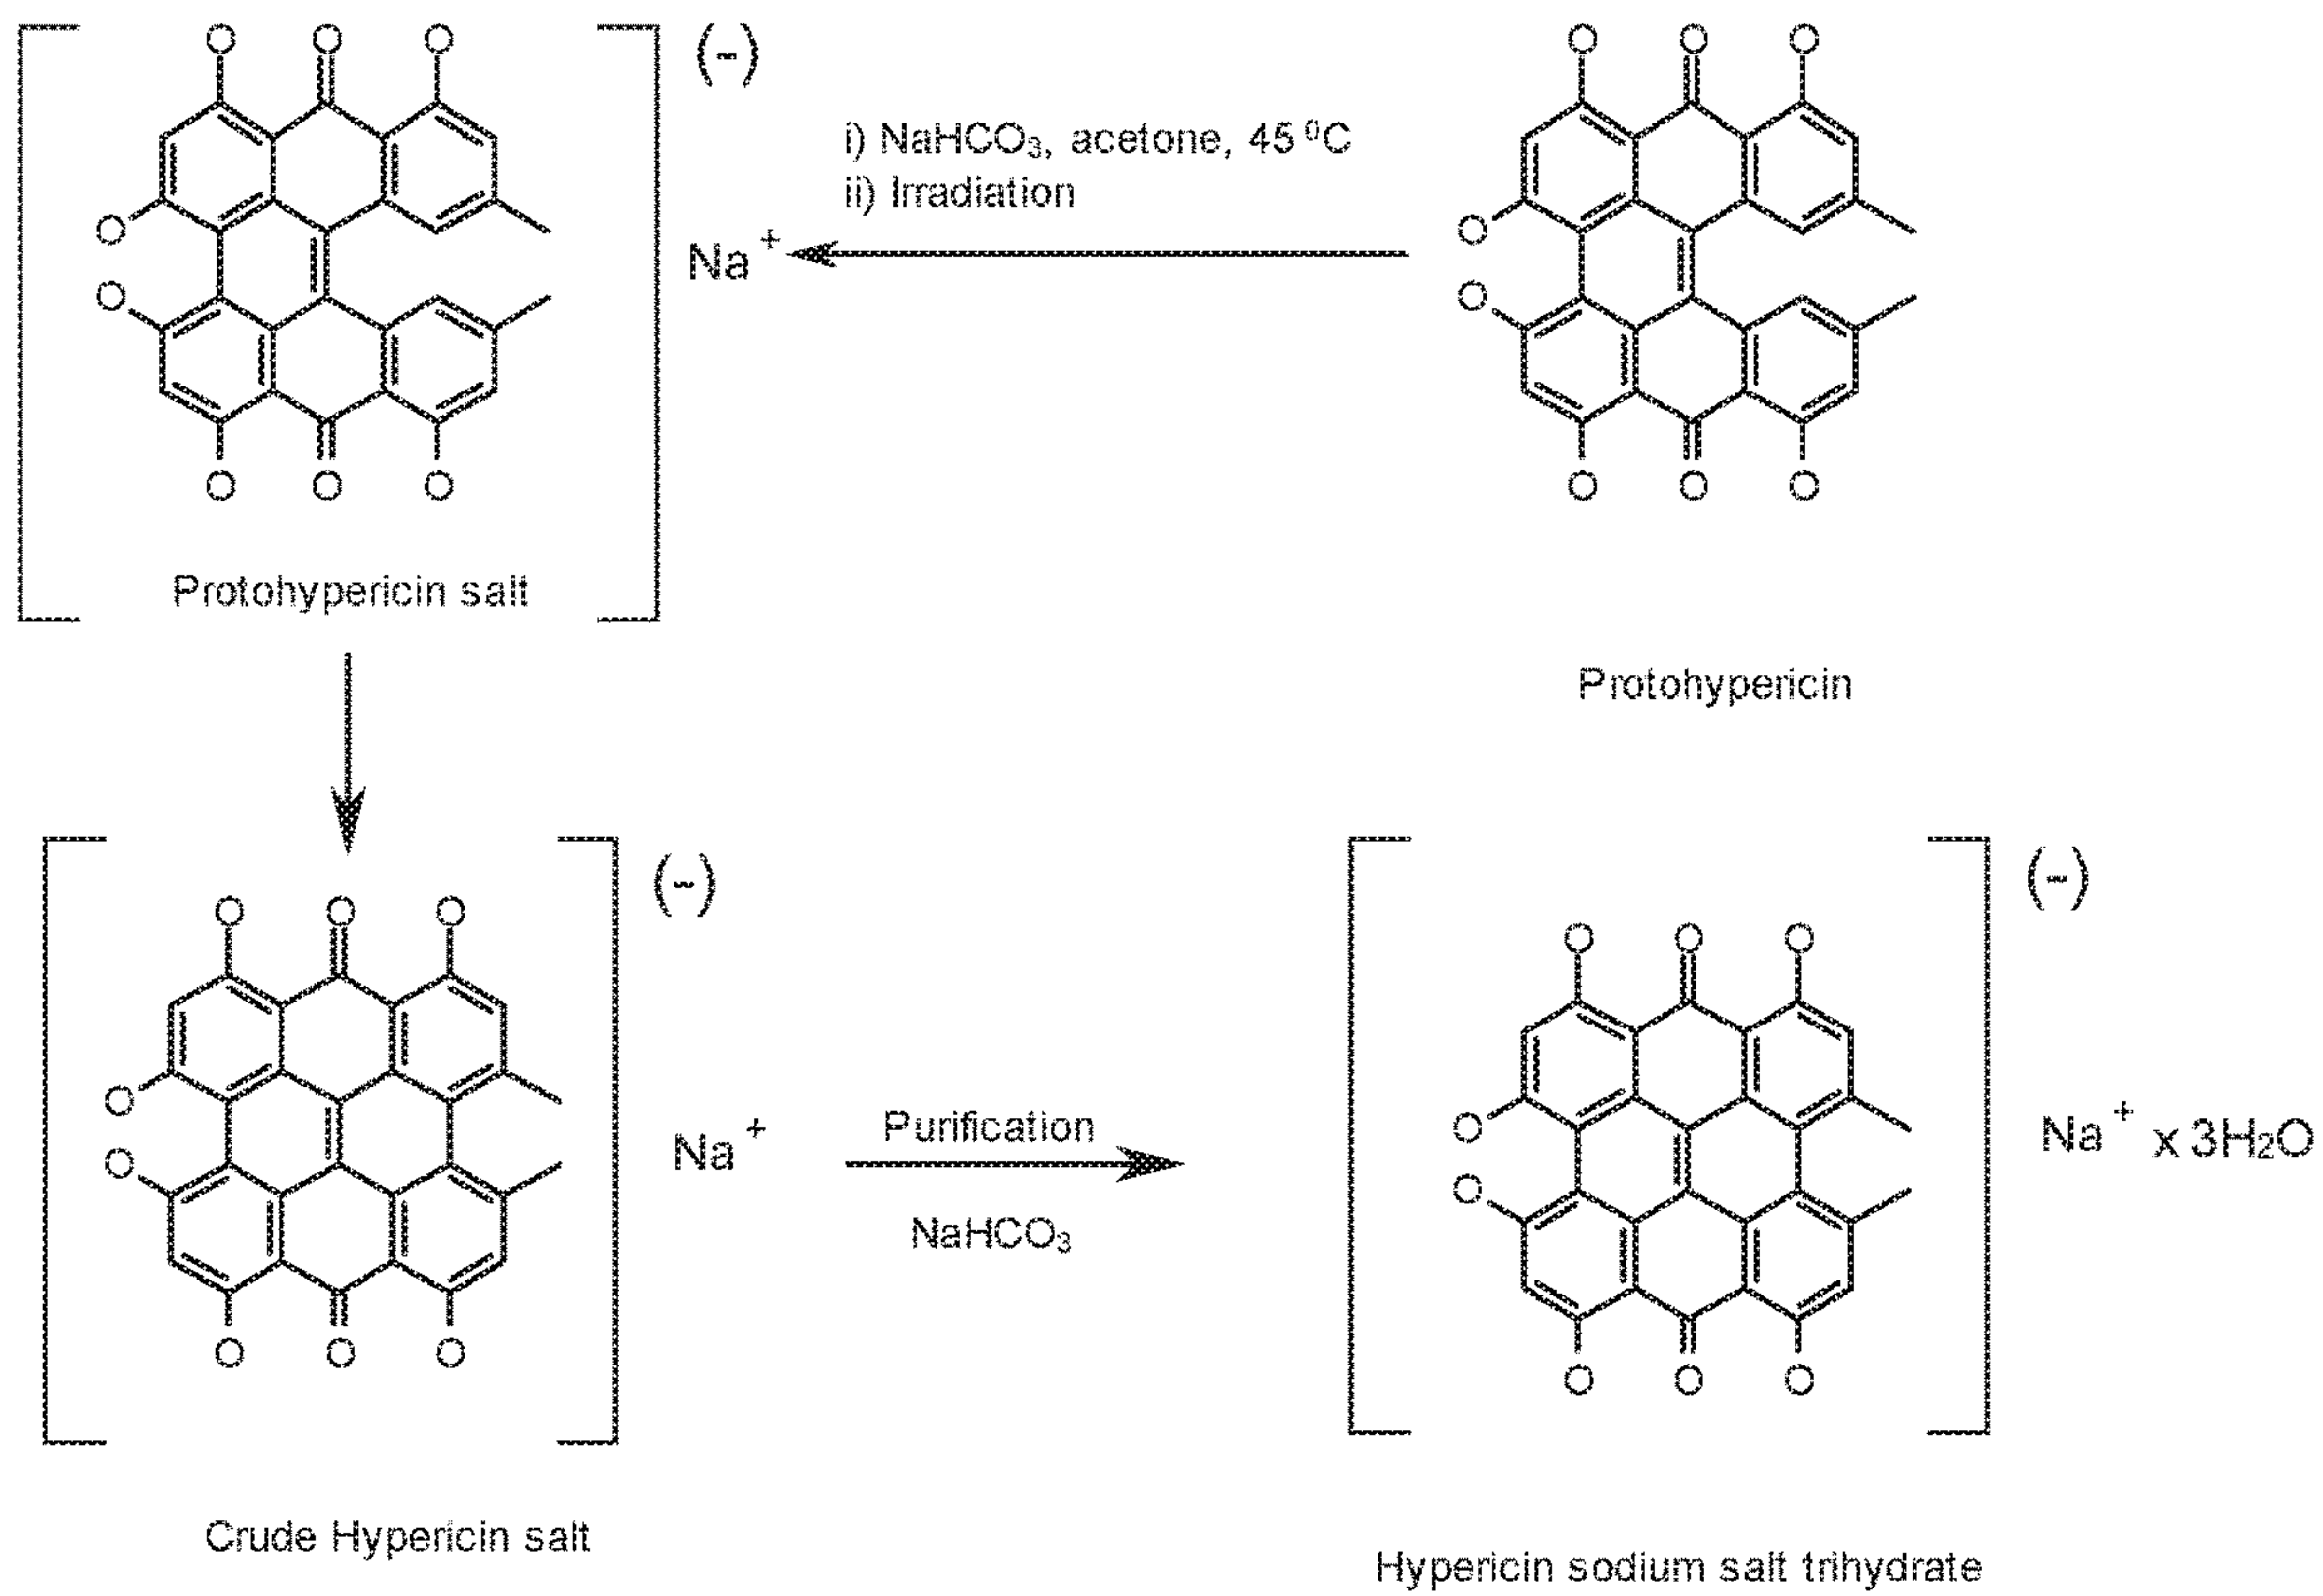 O O O
(-)
O O O
i) NaHCO₃, acetone, 45 ⁰C
ii) Irradiation
O
O
Na⁺
O
O
O O O
O O O
Protohypericin salt
Protohypericin
O O O
(-)
O O O
(-)
O
O
Na⁺
Purification
NaHCO₃
O
O
Na⁺ x 3H₂O
O O O
O O O
Crude Hypericin salt
Hypericin sodium salt trihydrate